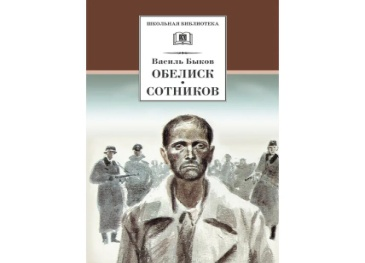 ШКОЛЬНАЯ БИБЛИОТЕКА
Василь Быков
ОБЕЛИСК
СОТНИКОВ